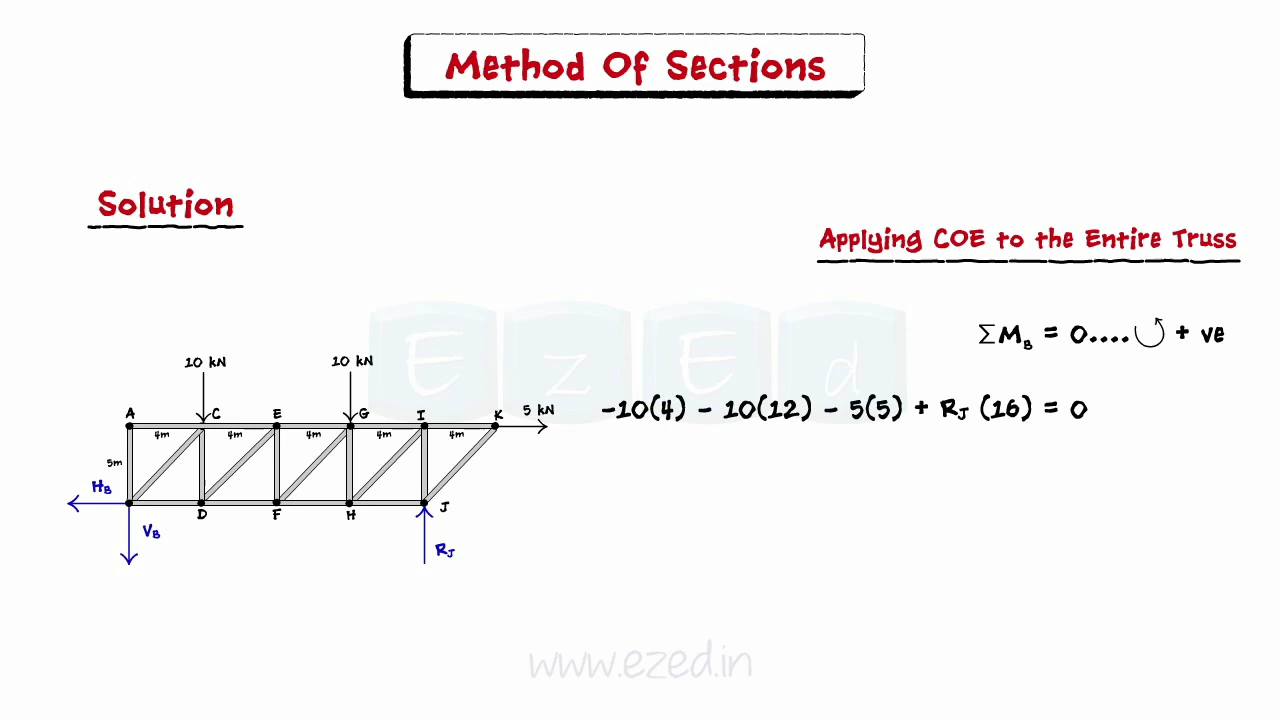 Method Of Sections
Solution
Applying COE to the Entire Truss
ΣM_B = 0.... ↺ + ve
EzEd
10 kN 10 kN
-10(4) - 10(12) - 5(5) + R_J (16) = 0
A C E G I K 5 kN
4m 4m 4m 4m 4m
5m
H_B
D F H J
V_B
R_J
www.ezed.in